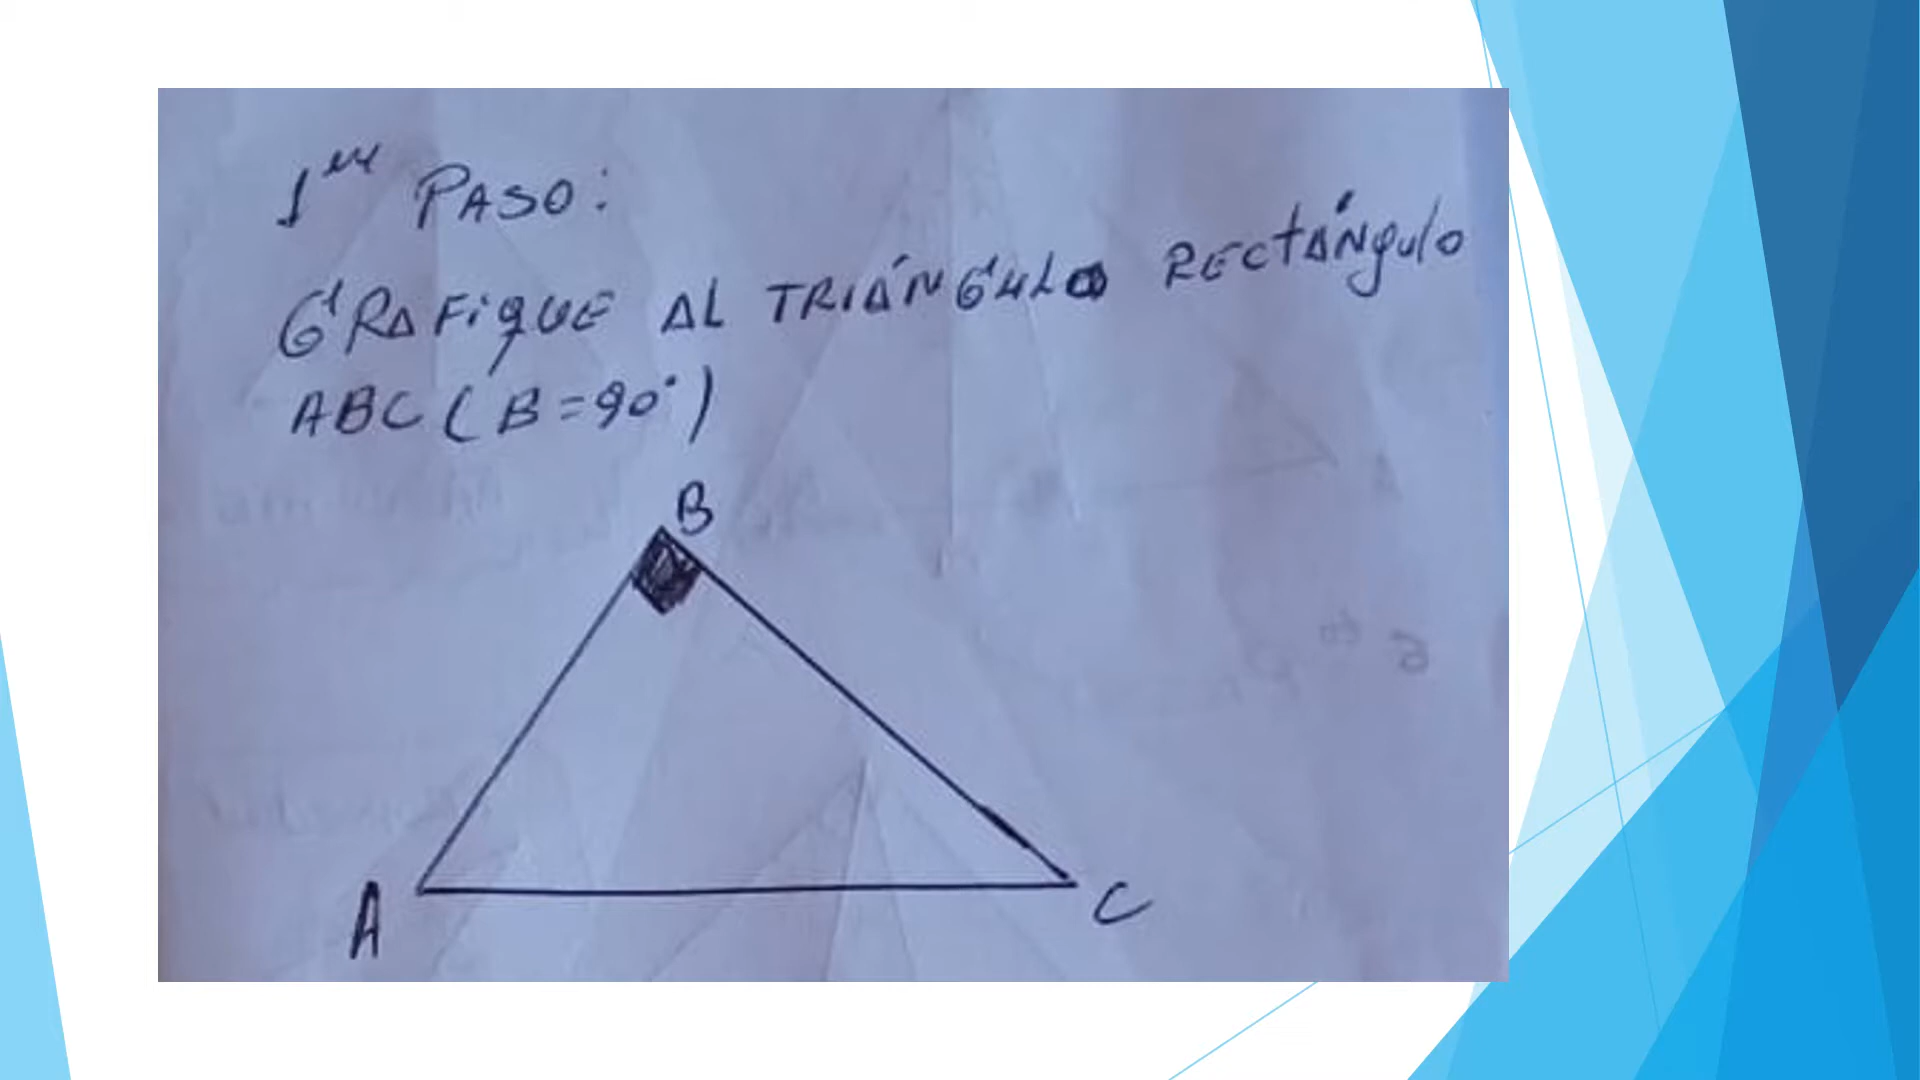 1er PASO:
GRAFIQUE AL TRIÁNGULO RECTÁNgulo
ABC (B=90°)
B
A
C